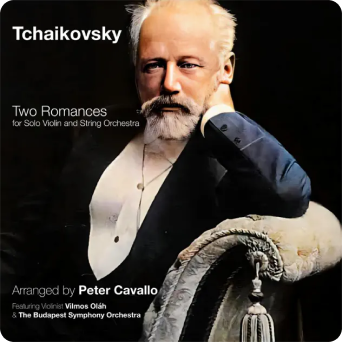 Tchaikovsky
Two Romances
for Solo Violin and String Orchestra
Arranged by Peter Cavallo
Featuring Violinist Vilmos Oláh
& The Budapest Symphony Orchestra